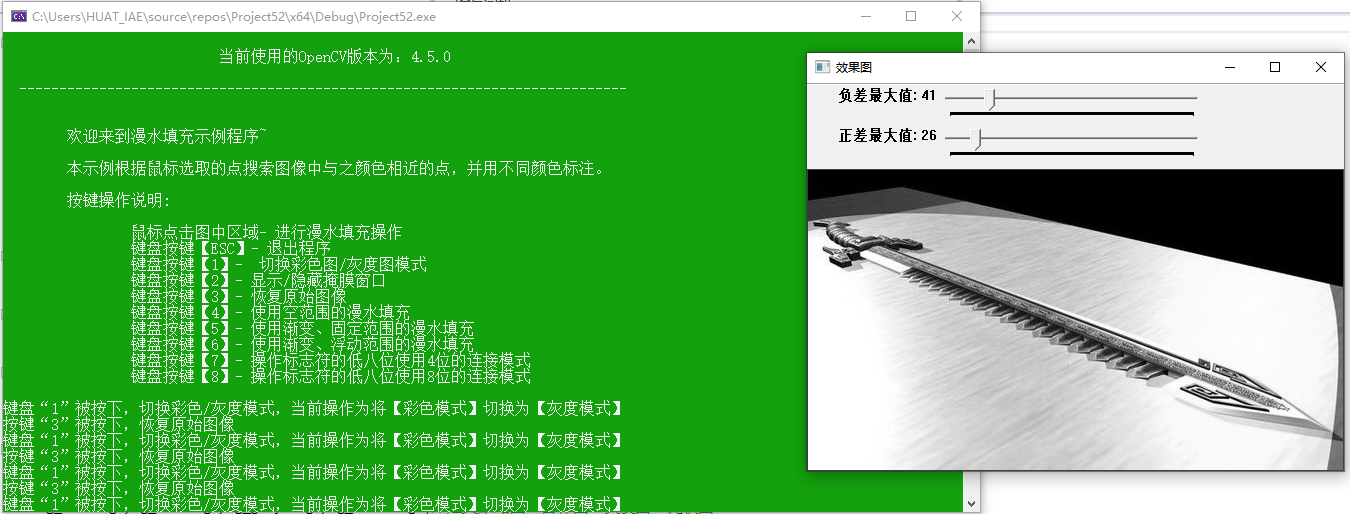 C:\Users\HUAT_IAE\source\repos\Project52\x64\Debug\Project52.exe
当前使用的OpenCV版本为：4.5.0
----------------------------------------------------------------------------
欢迎来到漫水填充示例程序~
本示例根据鼠标选取的点搜索图像中与之颜色相近的点，并用不同颜色标注。
按键操作说明:
鼠标点击图中区域- 进行漫水填充操作
键盘按键【ESC】- 退出程序
键盘按键【1】-  切换彩色图/灰度图模式
键盘按键【2】- 显示/隐藏掩膜窗口
键盘按键【3】- 恢复原始图像
键盘按键【4】- 使用空范围的漫水填充
键盘按键【5】- 使用渐变、固定范围的漫水填充
键盘按键【6】- 使用渐变、浮动范围的漫水填充
键盘按键【7】- 操作标志符的低八位使用4位的连接模式
键盘按键【8】- 操作标志符的低八位使用8位的连接模式
键盘“1”被按下，切换彩色/灰度模式，当前操作为将【彩色模式】切换为【灰度模式】
按键“3”被按下，恢复原始图像
键盘“1”被按下，切换彩色/灰度模式，当前操作为将【彩色模式】切换为【灰度模式】
按键“3”被按下，恢复原始图像
键盘“1”被按下，切换彩色/灰度模式，当前操作为将【彩色模式】切换为【灰度模式】
按键“3”被按下，恢复原始图像
键盘“1”被按下，切换彩色/灰度模式，当前操作为将【彩色模式】切换为【灰度模式】
效果图
负差最大值: 41
正差最大值: 26